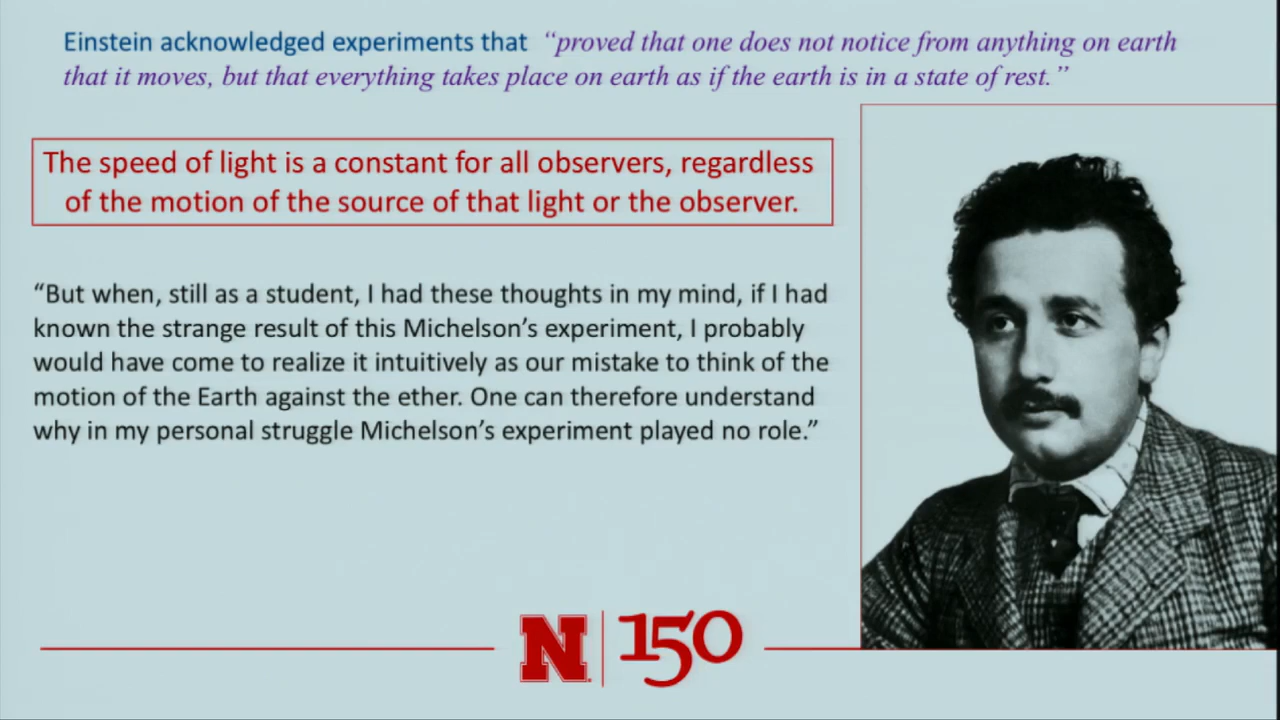 Einstein acknowledged experiments that “proved that one does not notice from anything on earth
that it moves, but that everything takes place on earth as if the earth is in a state of rest.”
The speed of light is a constant for all observers, regardless
of the motion of the source of that light or the observer.
“But when, still as a student, I had these thoughts in my mind, if I had
known the strange result of this Michelson’s experiment, I probably
would have come to realize it intuitively as our mistake to think of the
motion of the Earth against the ether. One can therefore understand
why in my personal struggle Michelson’s experiment played no role.”
N 150